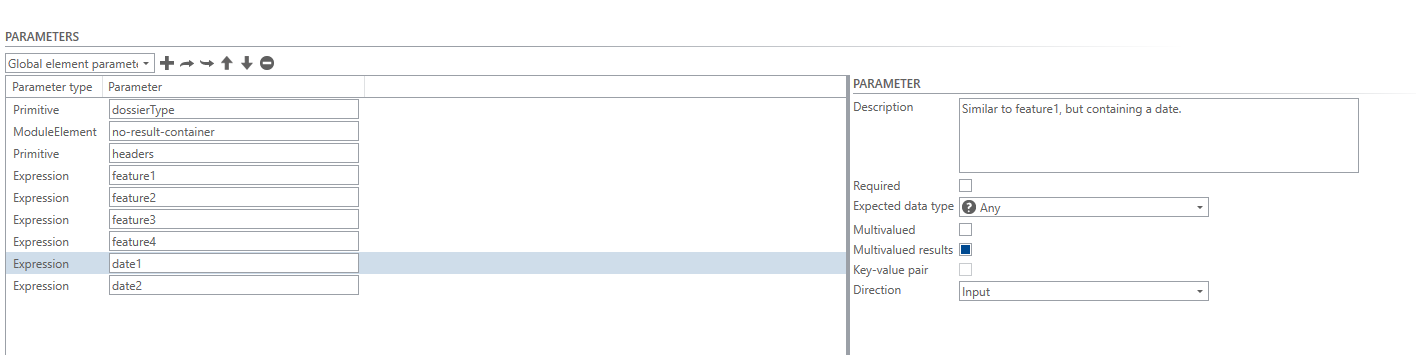 PARAMETERS
Global element paramete
Parameter type Parameter
Primitive dossierType
ModuleElement no-result-container
Primitive headers
Expression feature1
Expression feature2
Expression feature3
Expression feature4
Expression date1
Expression date2
PARAMETER
Description Similar to feature1, but containing a date.
Required
Expected data type ? Any
Multivalued
Multivalued results
Key-value pair
Direction Input